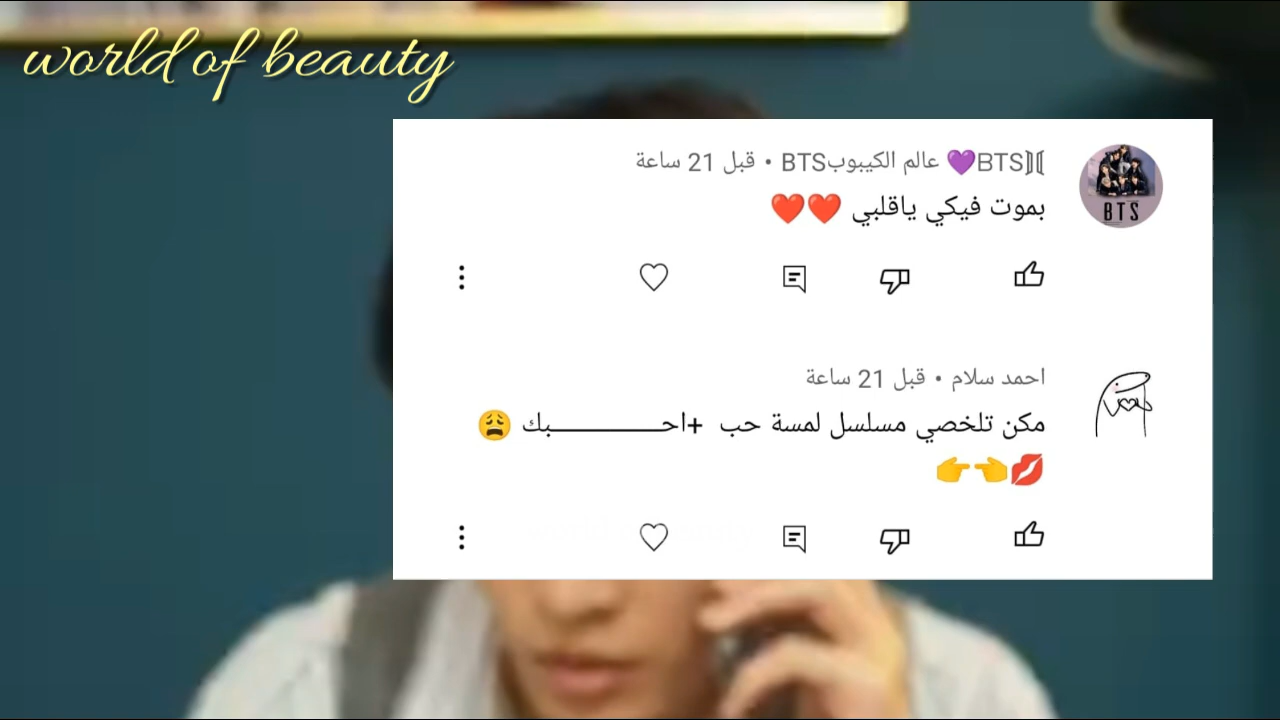 world of beauty
⟧⟦BTS💜 عالم الكيبوبBTS • قبل 21 ساعة
بموت فيكي ياقلبي ❤️❤️
BTS
احمد سلام • قبل 21 ساعة
مكن تلخصي مسلسل لمسة حب +احـــــــــــــبك 😩
💋👈👉